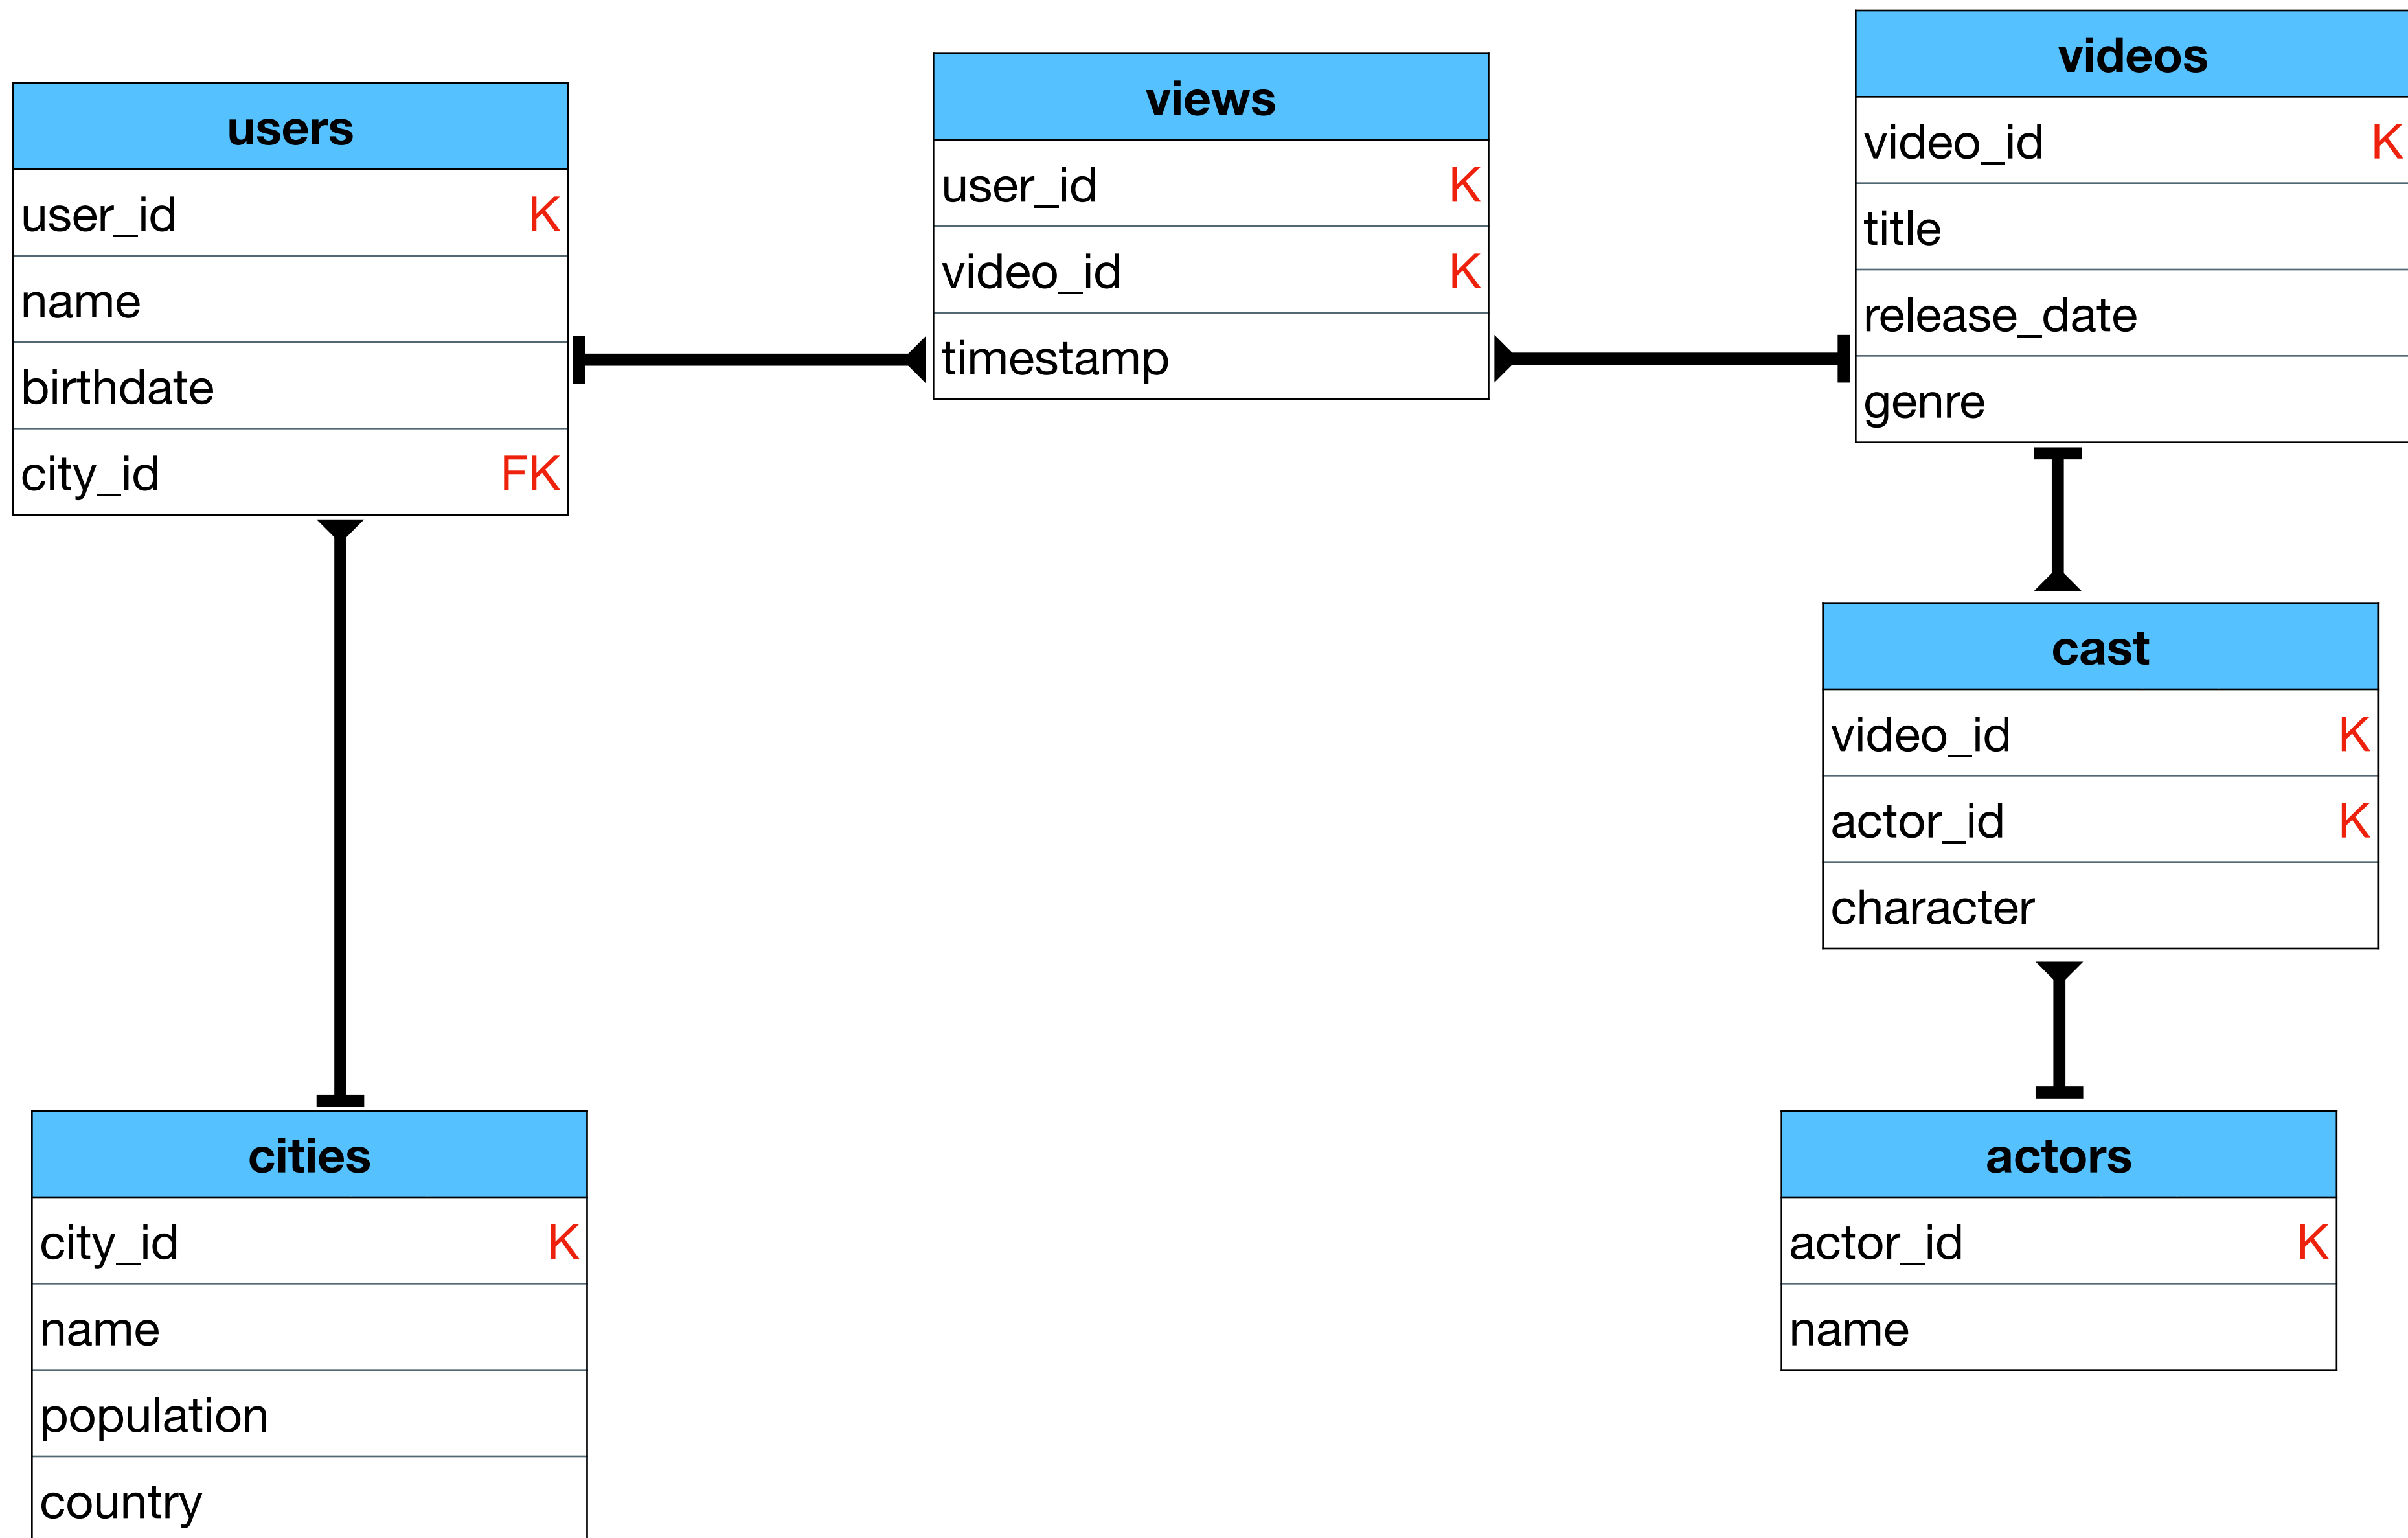 users
user_id K
name
birthdate
city_id FK
views
user_id K
video_id K
timestamp
videos
video_id K
title
release_date
genre
cast
video_id K
actor_id K
character
cities
city_id K
name
population
country
actors
actor_id K
name